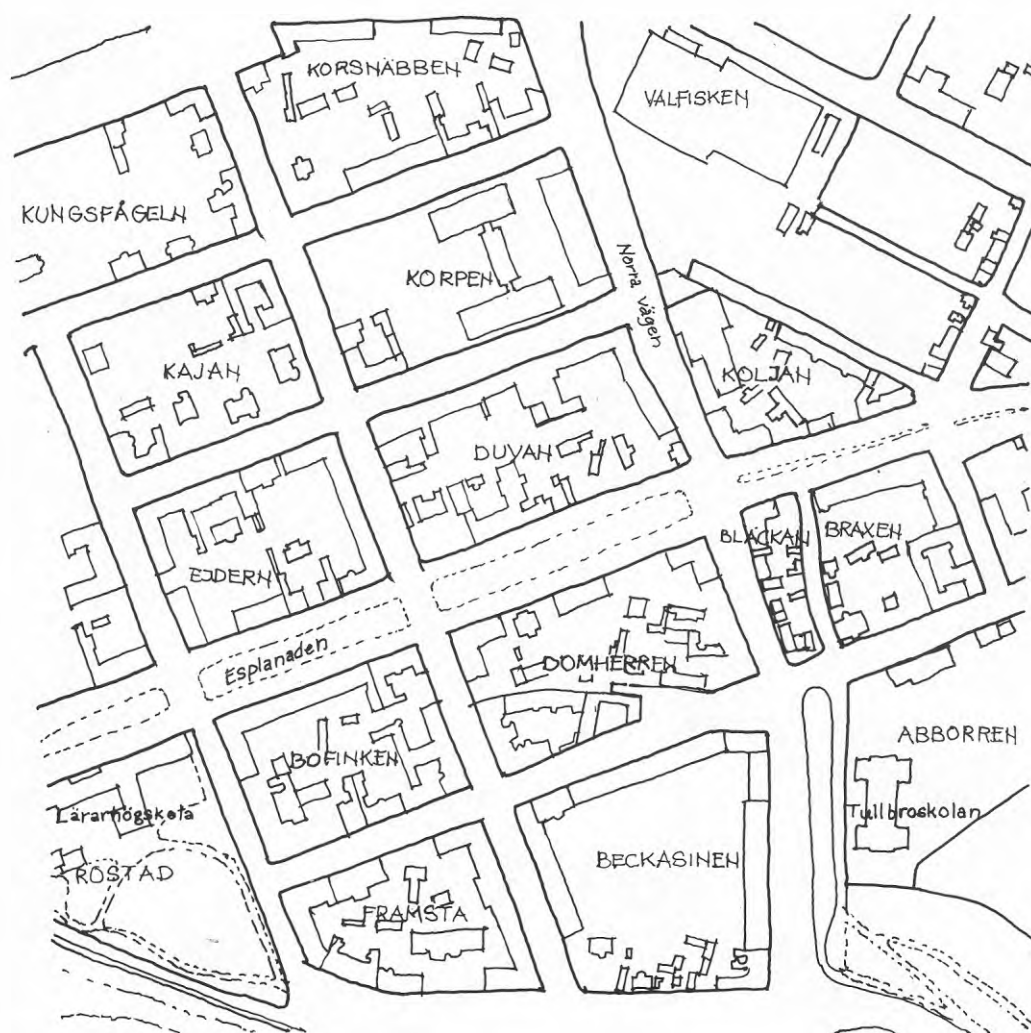 KORSNÄBBEN
VALFISKEN
KUNGSFÅGELN
KORPEN
Norra vägen
KAJAN
KOLJAN
DUVAN
BLÄCKAN
BRAXEN
EJDERN
Esplanaden
DOMHERREN
ABBORREN
BOFINKEN
Lärarhögskola
Tullbroskolan
BECKASINEN
ROSTAD
FRAMSTA